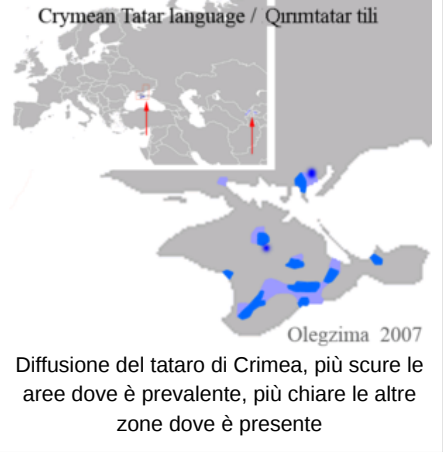 Crymean Tatar language / Qırımtatar tili
Olegzima 2007
Diffusione del tataro di Crimea, più scure le
aree dove è prevalente, più chiare le altre
zone dove è presente